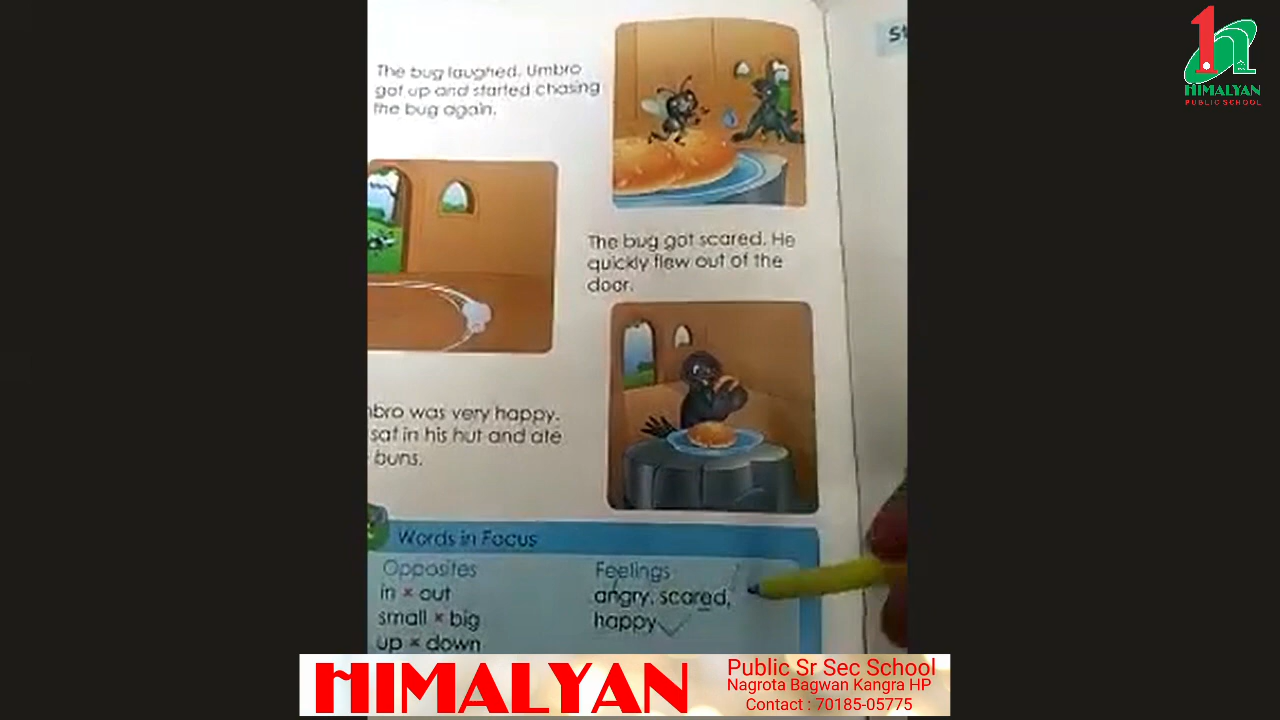 The bug laughed. Umbro
got up and started chasing
the bug again.
The bug got scared. He
quickly flew out of the
door.
was very happy.
sat in his hut and ate
buns.
Words in Focus
Opposites
in × out
small × big
up × down
Feelings
angry, scared,
happy
HIMALYAN
PUBLIC SCHOOL
HIMALYAN
Public Sr Sec School
Nagrota Bagwan Kangra HP
Contact : 70185-05775